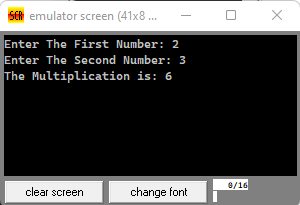 SCR emulator screen (41x8 ...
Enter The First Number: 2
Enter The Second Number: 3
The Multiplication is: 6
clear screen change font 0/16